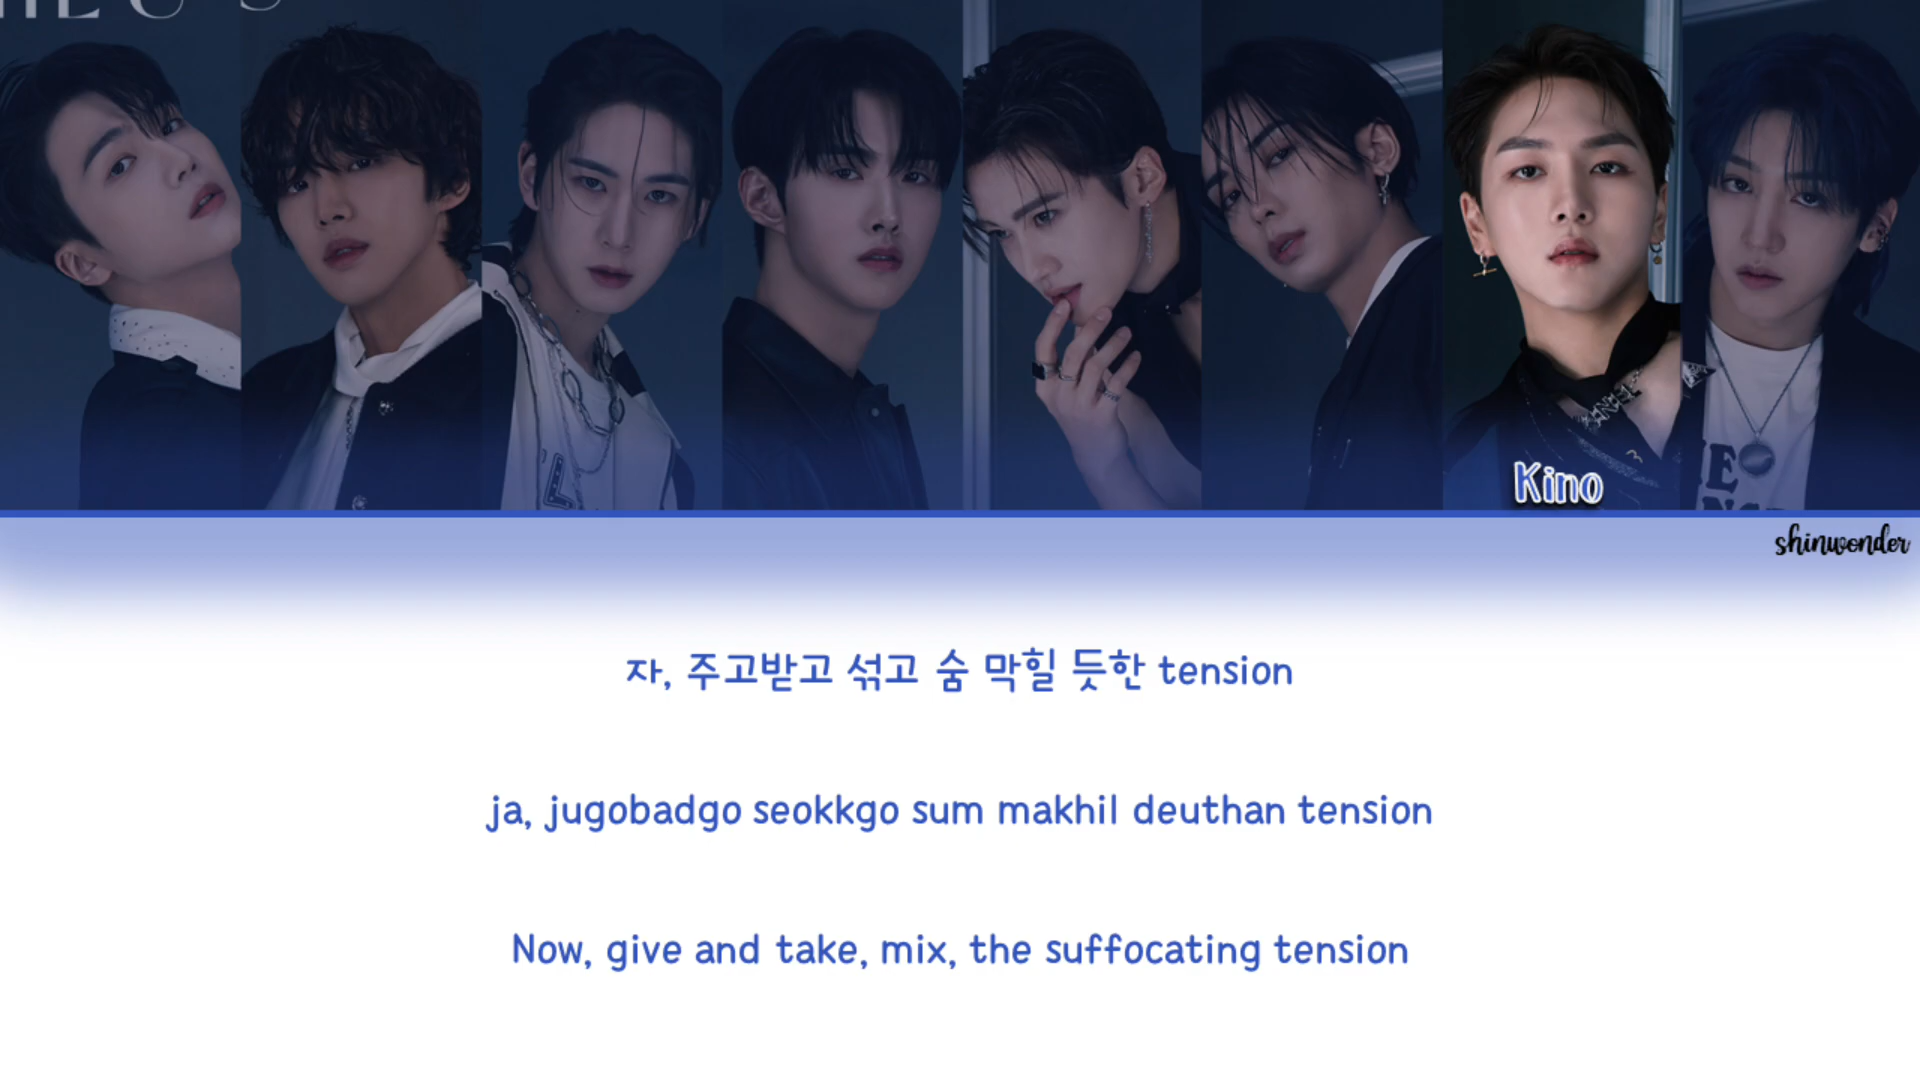 Kino
shinwonder
자, 주고받고 섞고 숨 막힐 듯한 tension
ja, jugobadgo seokkgo sum makhil deuthan tension
Now, give and take, mix, the suffocating tension